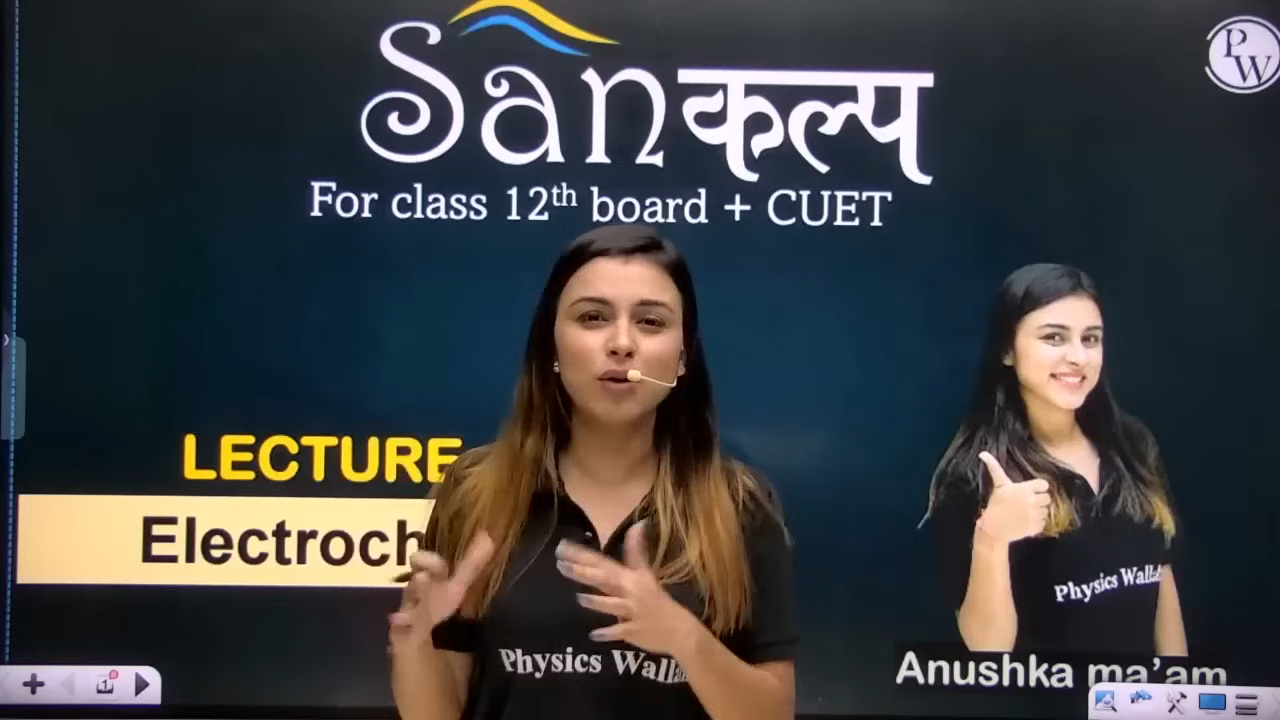 Sanकल्प
For class 12th board + CUET
PW
LECTURE
Electroch
Physics Walla
Physics Walla
Anushka ma'am